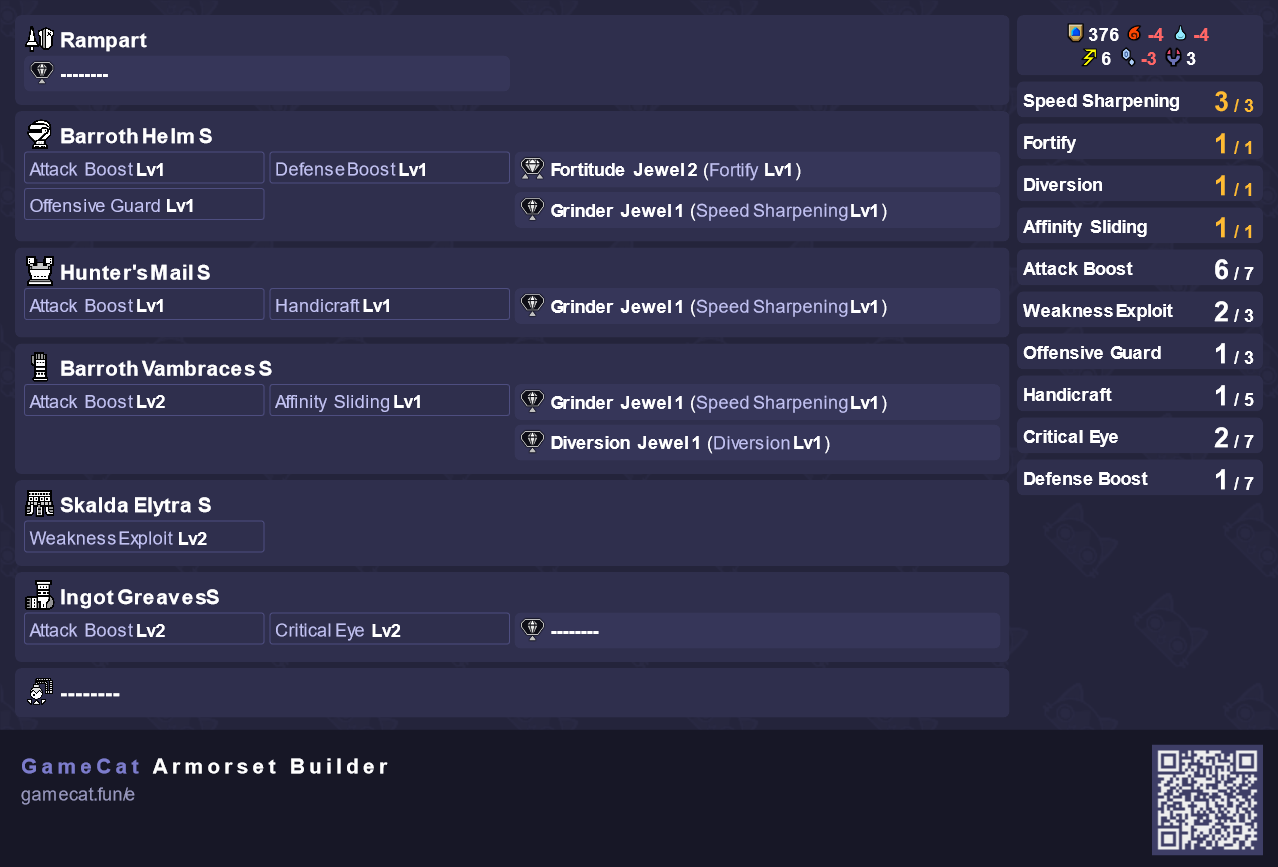 Rampart
--------
Barroth Helm S
Attack Boost Lv1
Defense Boost Lv1
Fortitude Jewel 2 (Fortify Lv1)
Offensive Guard Lv1
Grinder Jewel 1 (Speed Sharpening Lv1)
Hunter's Mail S
Attack Boost Lv1
Handicraft Lv1
Grinder Jewel 1 (Speed Sharpening Lv1)
Barroth Vambraces S
Attack Boost Lv2
Affinity Sliding Lv1
Grinder Jewel 1 (Speed Sharpening Lv1)
Diversion Jewel 1 (Diversion Lv1)
Skalda Elytra S
Weakness Exploit Lv2
Ingot Greaves S
Attack Boost Lv2
Critical Eye Lv2
--------
--------
376 -4 -4
6 -3 3
Speed Sharpening 3 / 3
Fortify 1 / 1
Diversion 1 / 1
Affinity Sliding 1 / 1
Attack Boost 6 / 7
Weakness Exploit 2 / 3
Offensive Guard 1 / 3
Handicraft 1 / 5
Critical Eye 2 / 7
Defense Boost 1 / 7
GameCat Armorset Builder
gamecat.fun/e